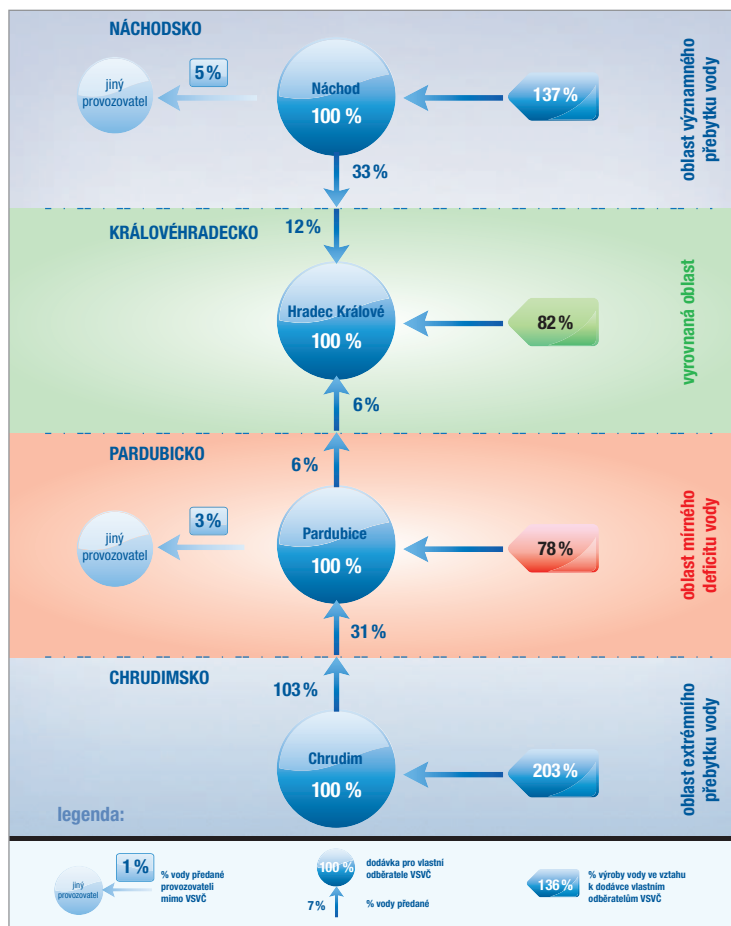 NÁCHODSKO
jiný
provozovatel
5 %
Náchod
100 %
137 %
oblast významného
přebytku vody
33 %
KRÁLOVÉHRADECKO
12 %
Hradec Králové
100 %
82 %
vyrovnaná oblast
6 %
PARDUBICKO
6 %
jiný
provozovatel
3 %
Pardubice
100 %
78 %
oblast mírného
deficitu vody
31 %
CHRUDIMSKO
103 %
Chrudim
100 %
203 %
oblast extrémního
přebytku vody
legenda:
jiný
provozovatel
1 %
% vody předané
provozovateli
mimo VSVČ
100 %
dodávka pro vlastní
odběratele VSVČ
7 %
% vody předané
136 %
% výroby vody ve vztahu
k dodávce vlastním
odběratelům VSVČ